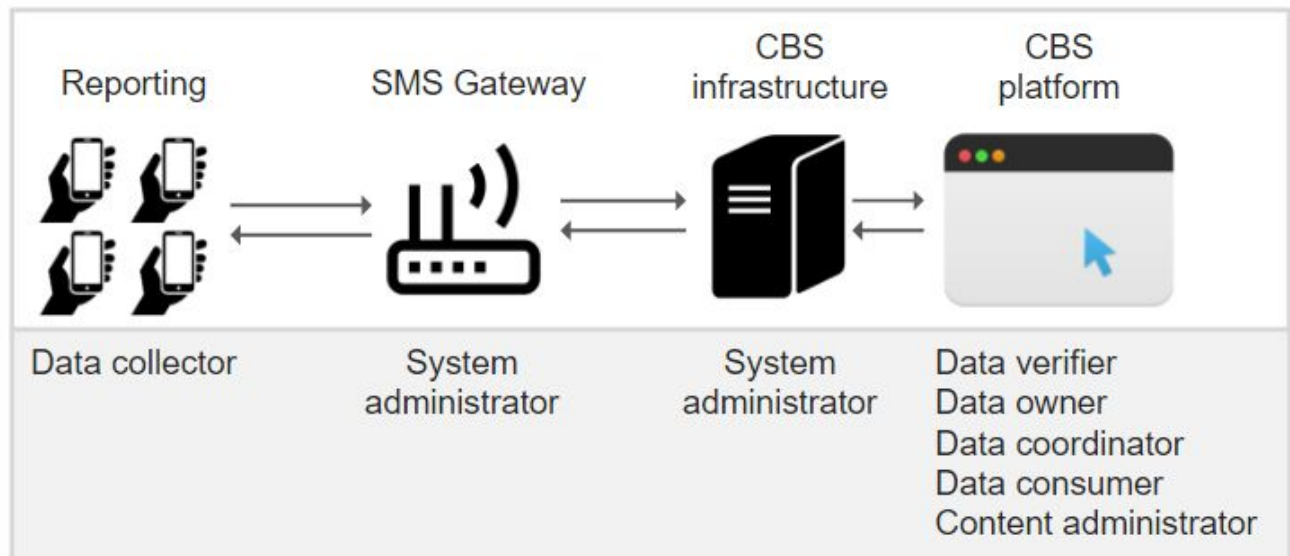 Reporting
SMS Gateway
CBS
infrastructure
CBS
platform
Data collector
System
administrator
System
administrator
Data verifier
Data owner
Data coordinator
Data consumer
Content administrator